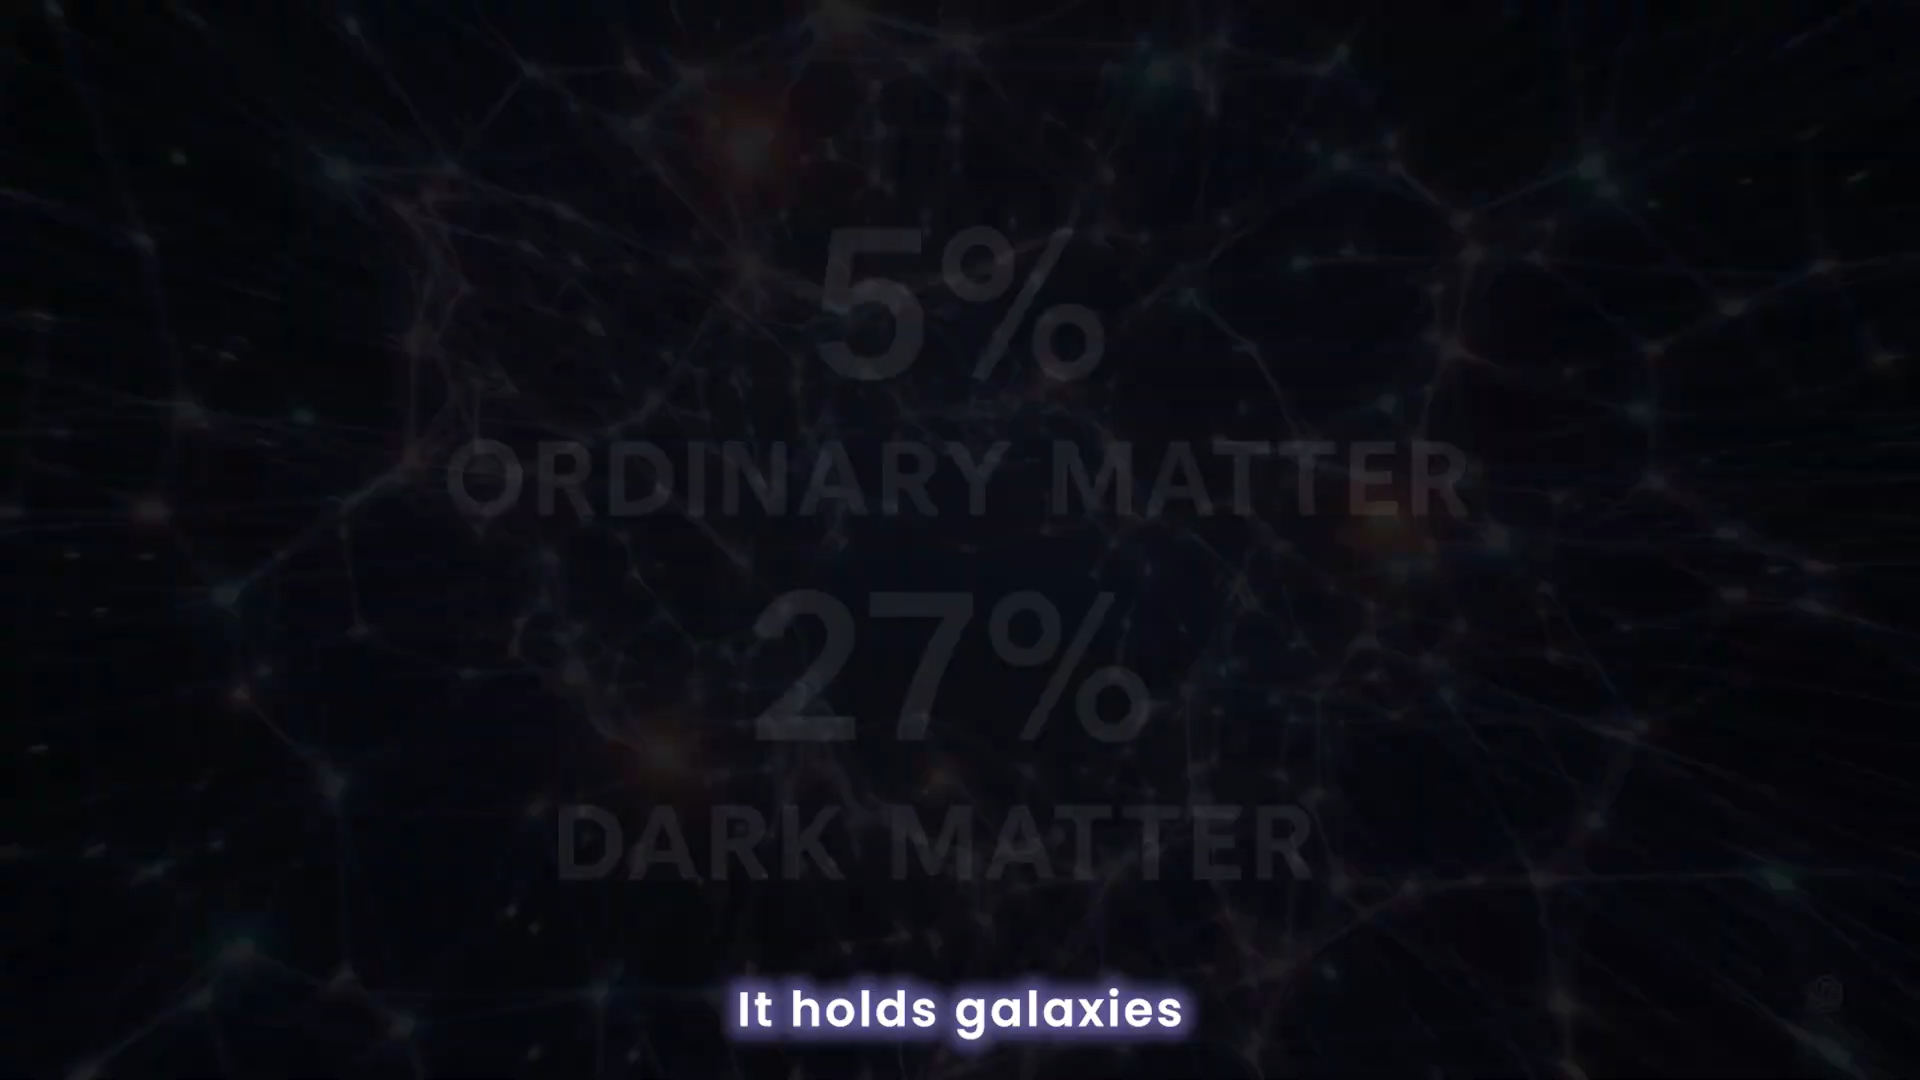 5%
ORDINARY MATTER
27%
DARK MATTER
It holds galaxies